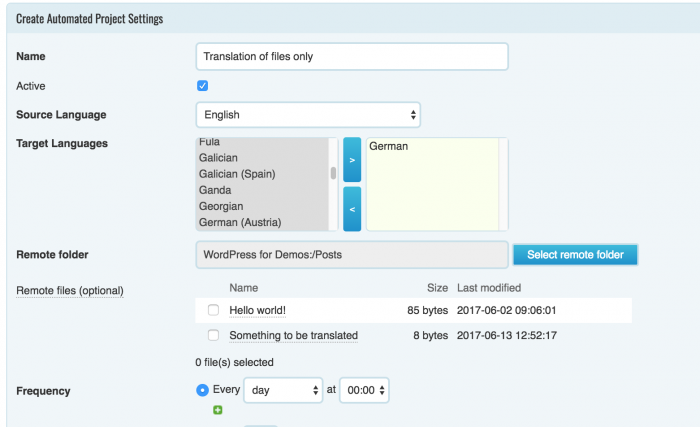 Create Automated Project Settings
Name Translation of files only
Active
Source Language English
Target Languages
Fula
Galician
Galician (Spain)
Ganda
Georgian
German (Austria)
>
<
German
Remote folder WordPress for Demos:/Posts Select remote folder
Remote files (optional)
Name Size Last modified
Hello world! 85 bytes 2017-06-02 09:06:01
Something to be translated 8 bytes 2017-06-13 12:52:17
0 file(s) selected
Frequency Every day at 00:00